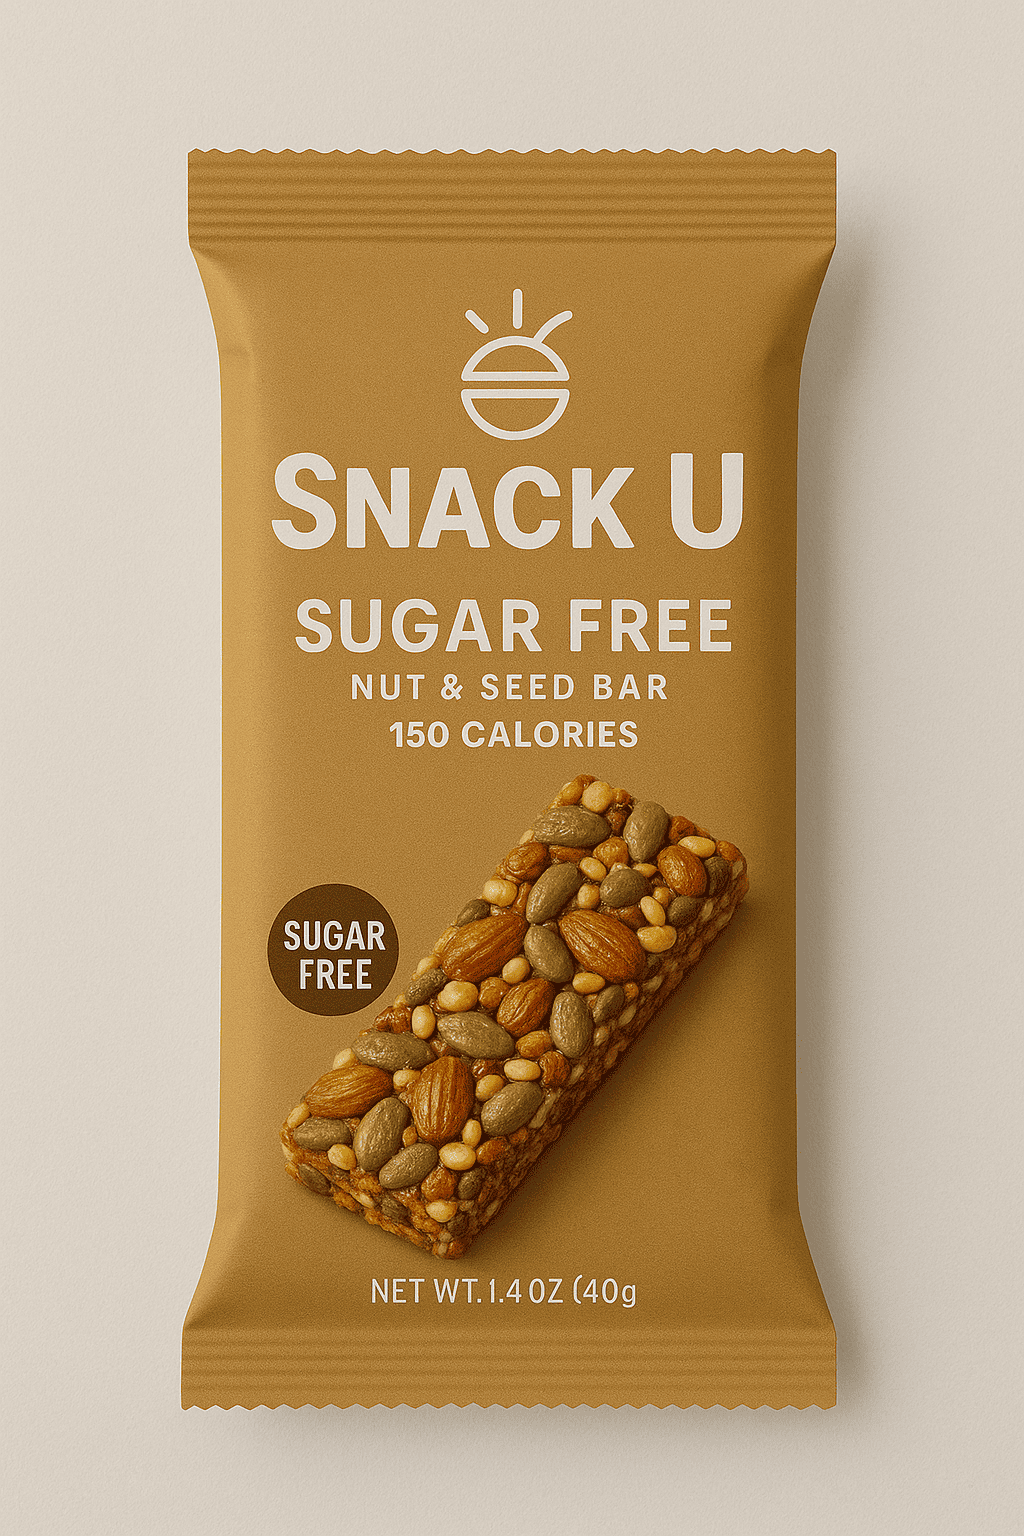 SNACK U
SUGAR FREE
NUT & SEED BAR
150 CALORIES
SUGAR
FREE
NET WT. 1.4 OZ (40g